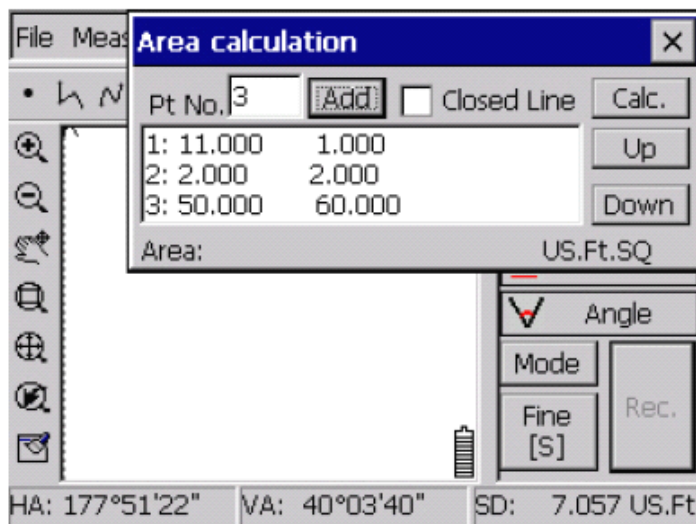 File Meas
Area calculation
Pt No. 3 Add Closed Line Calc.
1: 11.000 1.000
2: 2.000 2.000
3: 50.000 60.000
Up
Down
Area: US.Ft.SQ
Angle
Mode
Fine
[S]
Rec.
HA: 177°51'22" VA: 40°03'40" SD: 7.057 US.Ft